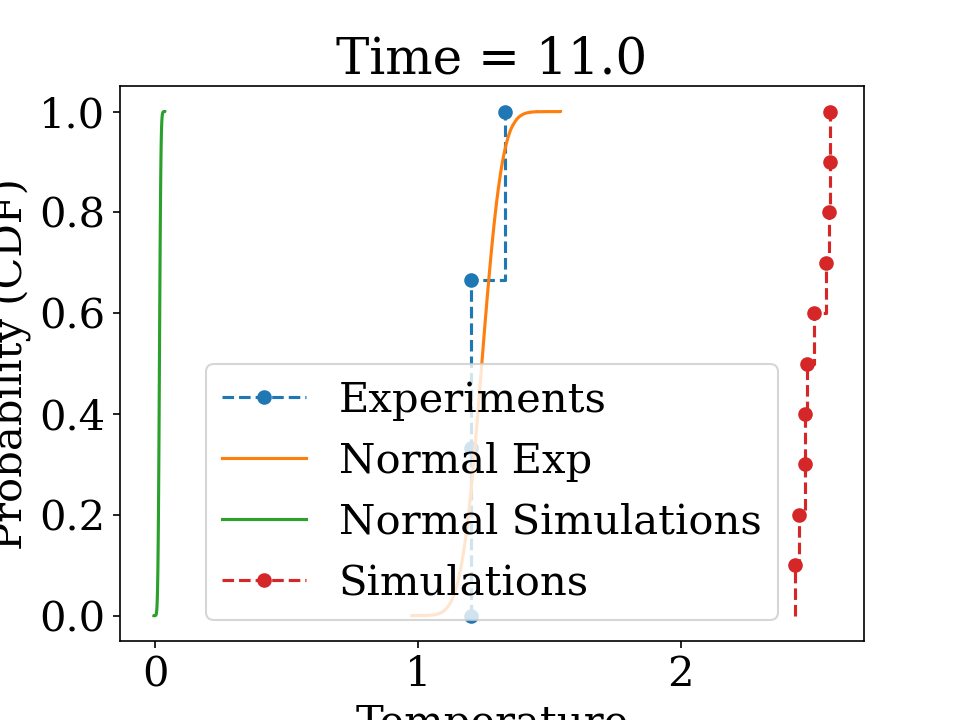 Time = 11.0
1.0
0.8
0.6
0.4
0.2
0.0
Probability (CDF)
Experiments
Normal Exp
Normal Simulations
Simulations
0 1 2
Temperature